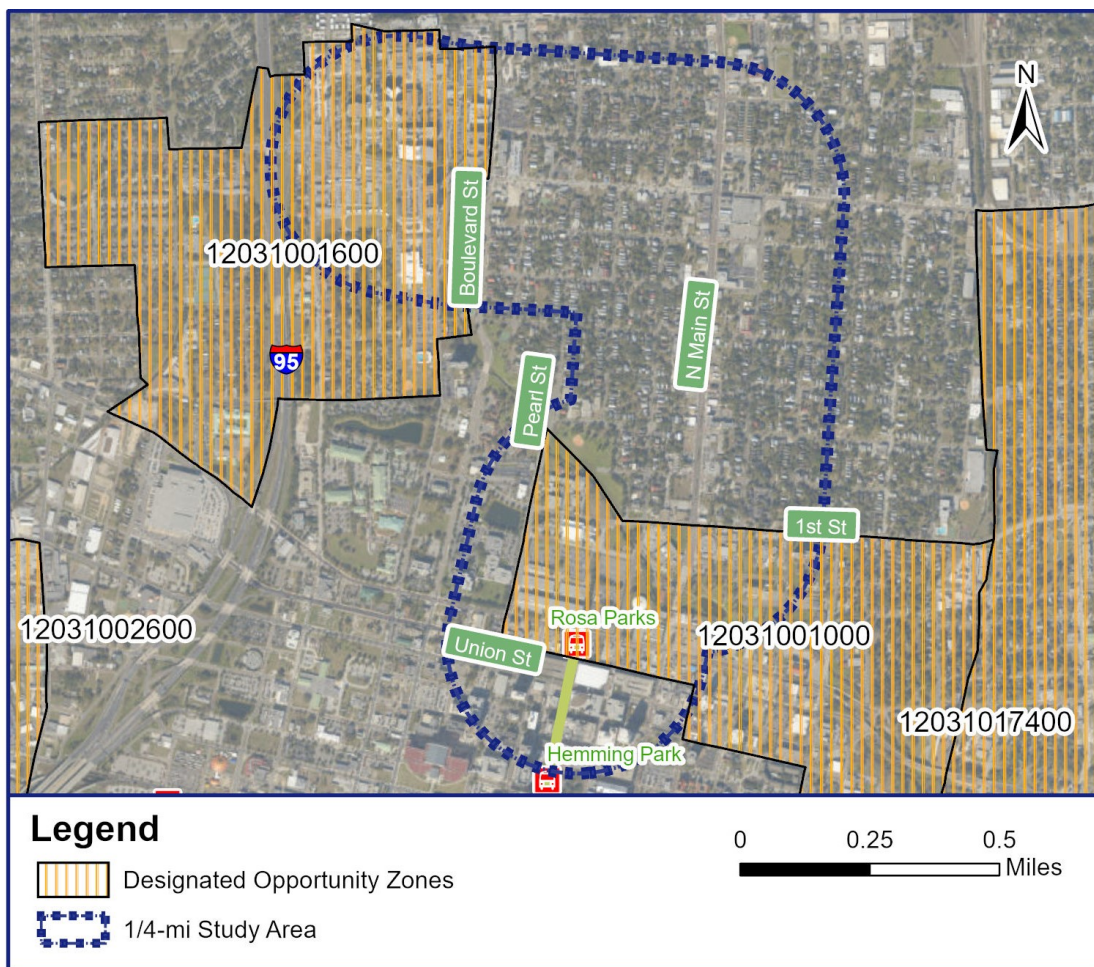 N
Boulevard St
12031001600
N Main St
95
Pearl St
1st St
Rosa Parks
12031002600
12031001000
Union St
12031017400
Hemming Park
Legend
Designated Opportunity Zones
1/4-mi Study Area
0 0.25 0.5
Miles